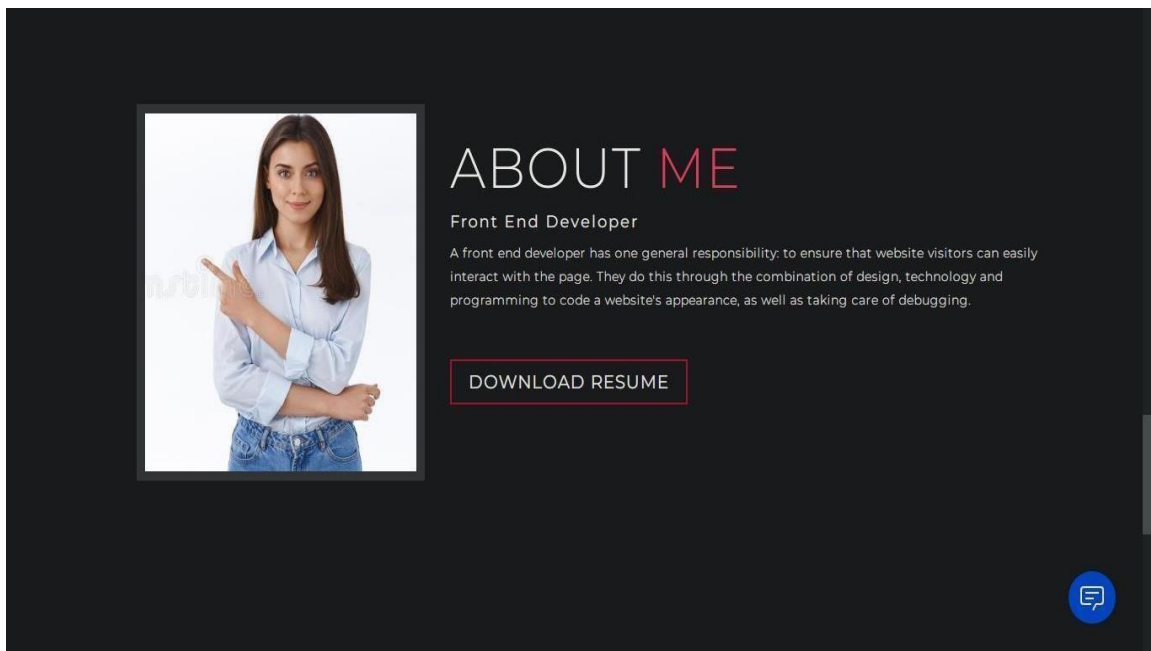 ABOUT ME
Front End Developer
A front end developer has one general responsibility: to ensure that website visitors can easily
interact with the page. They do this through the combination of design, technology and
programming to code a website's appearance, as well as taking care of debugging.
DOWNLOAD RESUME